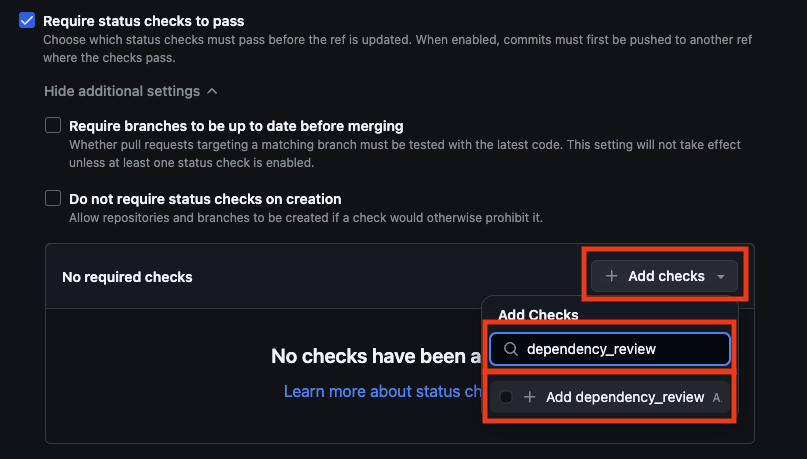 Require status checks to pass
Choose which status checks must pass before the ref is updated. When enabled, commits must first be pushed to another ref
where the checks pass.
Hide additional settings
Require branches to be up to date before merging
Whether pull requests targeting a matching branch must be tested with the latest code. This setting will not take effect
unless at least one status check is enabled.
Do not require status checks on creation
Allow repositories and branches to be created if a check would otherwise prohibit it.
No required checks
Add checks
Add Checks
dependency_review
Add dependency_review A.
No checks have been a
Learn more about status ch